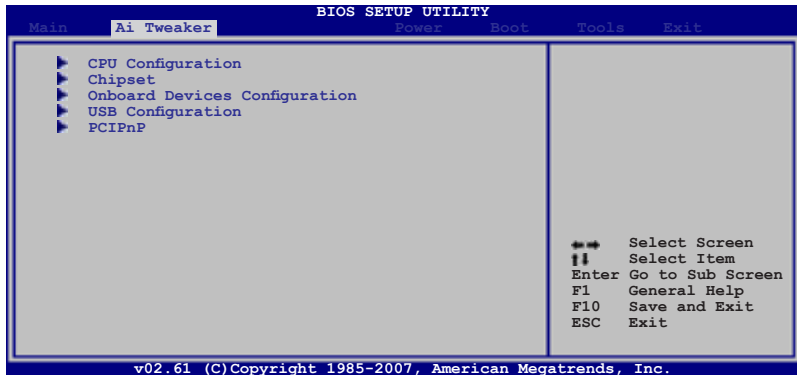 BIOS SETUP UTILITY
Main Ai Tweaker Power Boot Tools Exit
CPU Configuration
Chipset
Onboard Devices Configuration
USB Configuration
PCIPnP
Select Screen
Select Item
Enter Go to Sub Screen
F1 General Help
F10 Save and Exit
ESC Exit
v02.61 (C)Copyright 1985-2007, American Megatrends, Inc.